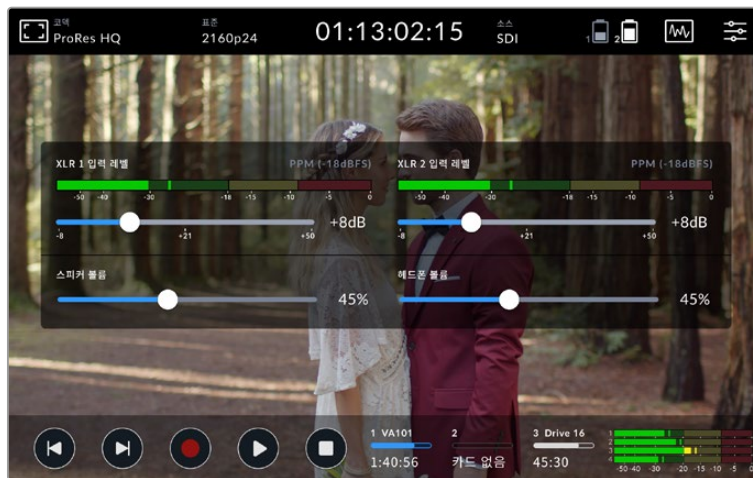 코덱
ProRes HQ
표준
2160p24
01:13:02:15
소스
SDI
1
2
XLR 1 입력 레벨
PPM (-18dBFS)
-50 -40 -30 -18 -15 -10 -5 0
+8dB
-8 +21 +50
XLR 2 입력 레벨
PPM (-18dBFS)
-50 -40 -30 -18 -15 -10 -5 0
+8dB
-8 +21 +50
스피커 볼륨
45%
헤드폰 볼륨
45%
1 VA101
1:40:56
2
카드 없음
3 Drive 16
45:30
1
2
3
4
-50 -40 -30 -20 -15 -10 -5 0